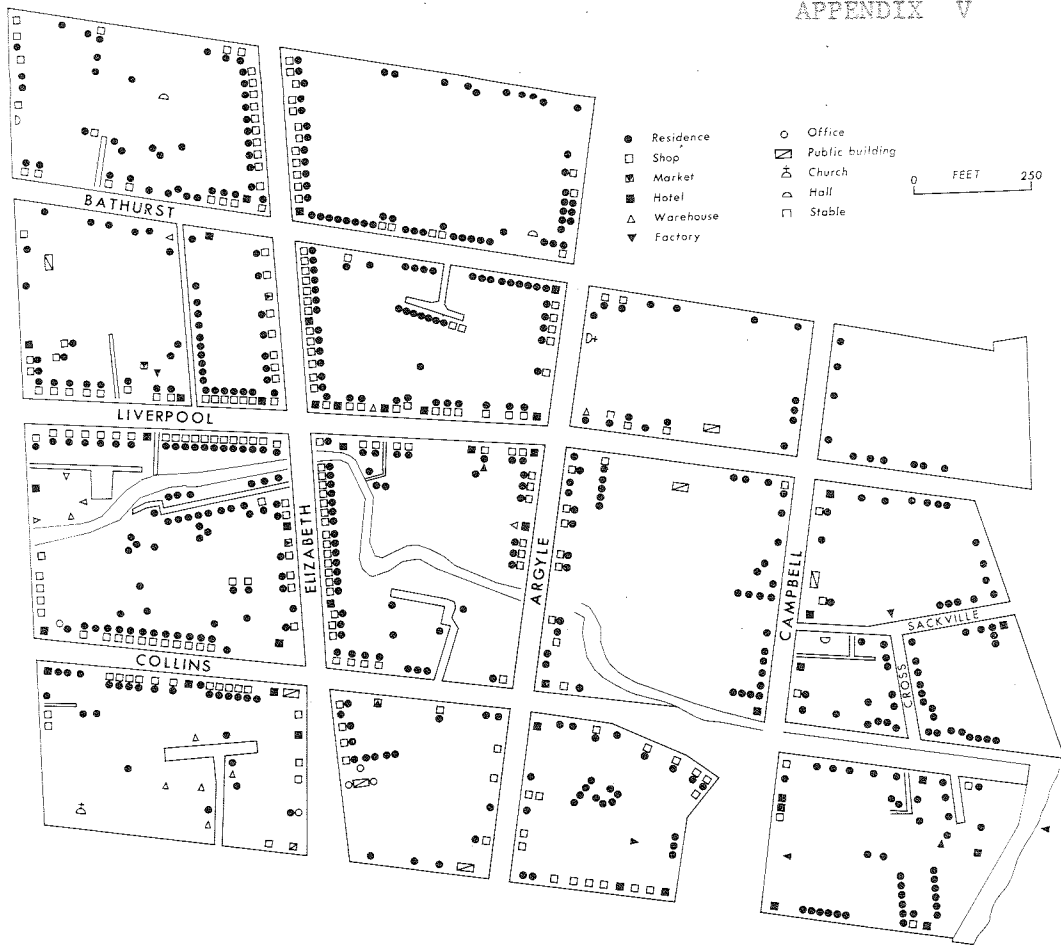 APPENDIX V
Residence
Shop
Market
Hotel
Warehouse
Factory
Office
Public building
Church
Hall
Stable
0 FEET 250
BATHURST
LIVERPOOL
ELIZABETH
ARGYLE
CAMPBELL
SACKVILLE
CROSS
COLLINS